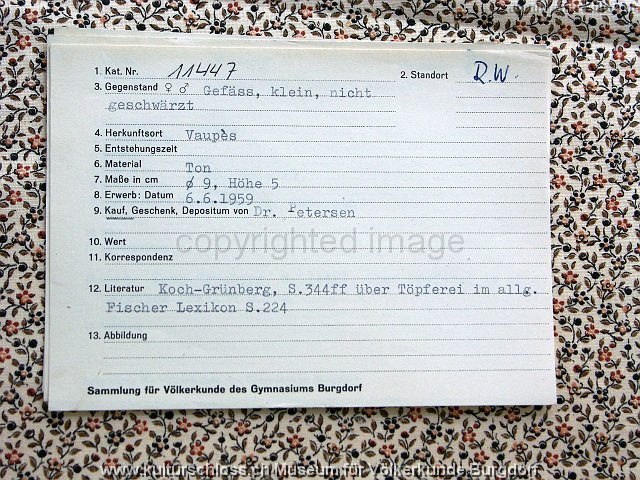 1. Kat. Nr. 11447 2. Standort R.W.
3. Gegenstand ♀ ♂ Gefäss, klein, nicht
geschwärzt
4. Herkunftsort Vaupès
5. Entstehungszeit
6. Material Ton
7. Maße in cm ø 9, Höhe 5
8. Erwerb: Datum 6.6.1959
9. Kauf, Geschenk, Depositum von Dr. Petersen
copyrighted image
10. Wert
11. Korrespondenz
12. Literatur Koch-Grünberg, S.344ff über Töpferei im allg.
Fischer Lexikon S.224
13. Abbildung
Sammlung für Völkerkunde des Gymnasiums Burgdorf
www.kulturschloss.ch Museum für Völkerkunde Burgdorf